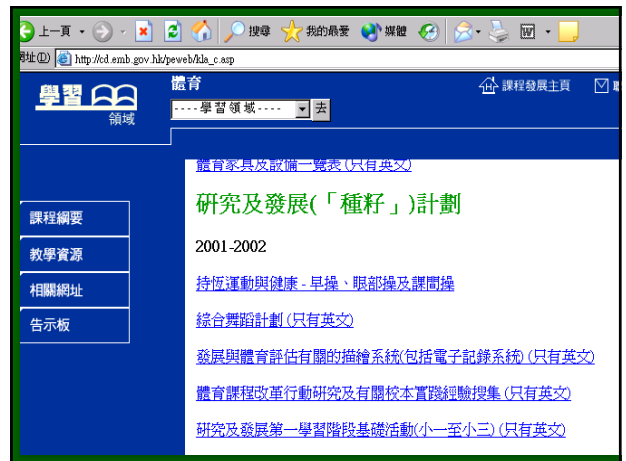 上一頁 搜尋 我的最愛 媒體
網址(D) http://cd.emb.gov.hk/peweb/kla_c.asp
學習
領域
體育
----學習領域---- 去
課程發展主頁
體育家具及設備一覽表 (只有英文)
研究及發展(「種籽」)計劃
2001-2002
持恆運動與健康 - 早操、眼部操及課間操
綜合舞蹈計劃 (只有英文)
發展與體育評估有關的描繪系統(包括電子記錄系統) (只有英文)
體育課程改革行動研究及有關校本實踐經驗搜集 (只有英文)
研究及發展第一學習階段基礎活動(小一至小三) (只有英文)
課程綱要
教學資源
相關網址
告示板